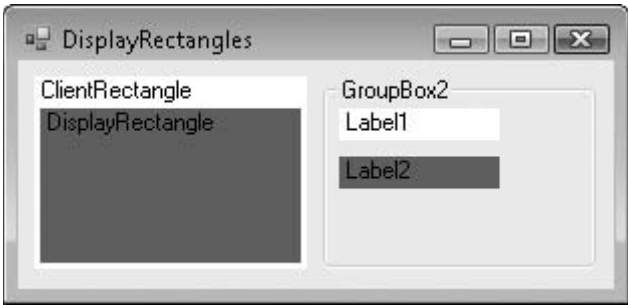 DisplayRectangles
ClientRectangle
DisplayRectangle
GroupBox2
Label1
Label2